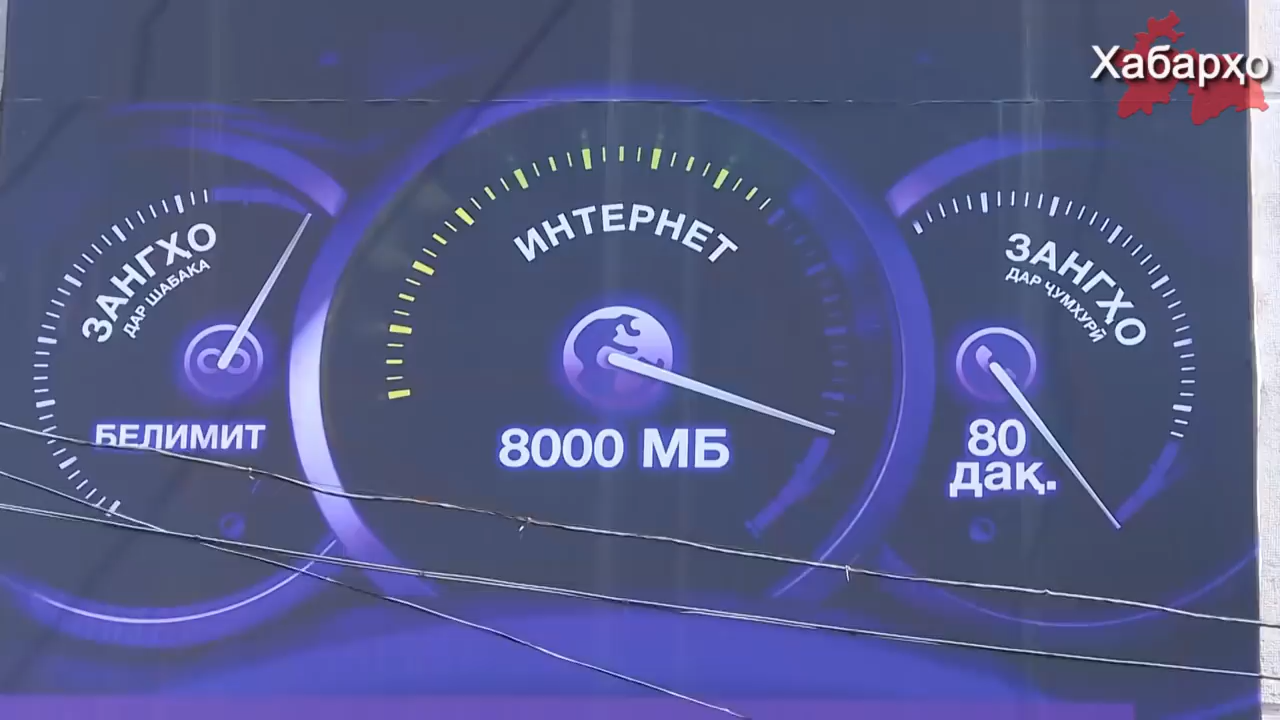 Хабарҳо
ЗАНГҲО
ДАР ШАБАКА
БЕЛИМИТ
ИНТЕРНЕТ
8000 МБ
ЗАНГҲО
ДАР ҶУМҲУРӢ
80
дақ.